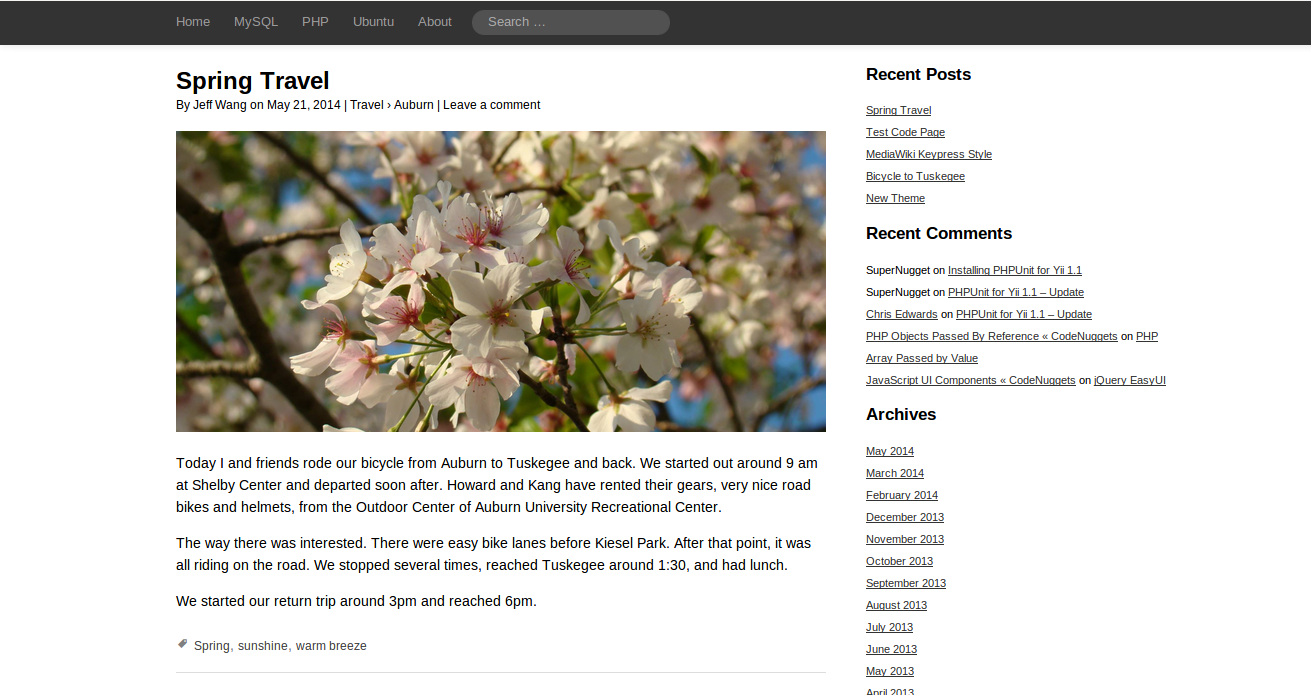 Home MySQL PHP Ubuntu About Search …
Spring Travel
By Jeff Wang on May 21, 2014 | Travel › Auburn | Leave a comment
Today I and friends rode our bicycle from Auburn to Tuskegee and back. We started out around 9 am
at Shelby Center and departed soon after. Howard and Kang have rented their gears, very nice road
bikes and helmets, from the Outdoor Center of Auburn University Recreational Center.
The way there was interested. There were easy bike lanes before Kiesel Park. After that point, it was
all riding on the road. We stopped several times, reached Tuskegee around 1:30, and had lunch.
We started our return trip around 3pm and reached 6pm.
Spring, sunshine, warm breeze
Recent Posts
Spring Travel
Test Code Page
MediaWiki Keypress Style
Bicycle to Tuskegee
New Theme
Recent Comments
SuperNugget on Installing PHPUnit for Yii 1.1
SuperNugget on PHPUnit for Yii 1.1 – Update
Chris Edwards on PHPUnit for Yii 1.1 – Update
PHP Objects Passed By Reference « CodeNuggets on PHP
Array Passed by Value
JavaScript UI Components « CodeNuggets on jQuery EasyUI
Archives
May 2014
March 2014
February 2014
December 2013
November 2013
October 2013
September 2013
August 2013
July 2013
June 2013
May 2013
April 2013